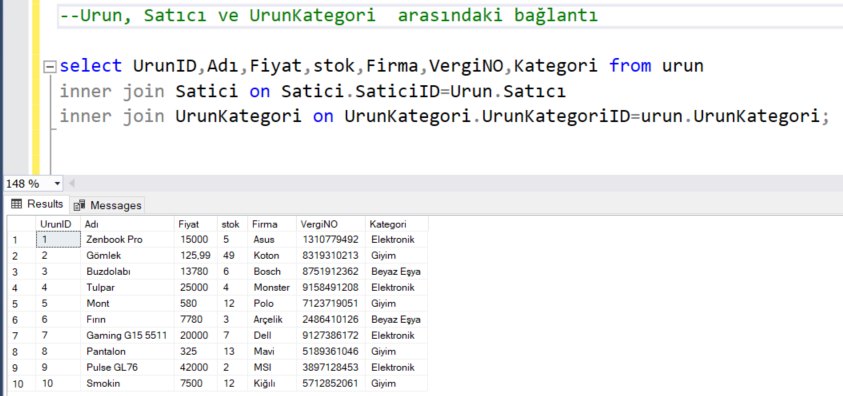 --Urun, Satıcı ve UrunKategori  arasındaki bağlantı
select UrunID,Adı,Fiyat,stok,Firma,VergiNO,Kategori from urun
inner join Satici on Satici.SaticiID=Urun.Satıcı
inner join UrunKategori on UrunKategori.UrunKategoriID=urun.UrunKategori;
148 %
Results Messages
UrunID Adı Fiyat stok Firma VergiNO Kategori
1 1 Zenbook Pro 15000 5 Asus 1310779492 Elektronik
2 2 Gömlek 125,99 49 Koton 8319310213 Giyim
3 3 Buzdolabı 13780 6 Bosch 8751912362 Beyaz Eşya
4 4 Tulpar 25000 4 Monster 9158491208 Elektronik
5 5 Mont 580 12 Polo 7123719051 Giyim
6 6 Fırın 7780 3 Arçelik 2486410126 Beyaz Eşya
7 7 Gaming G15 5511 20000 7 Dell 9127386172 Elektronik
8 8 Pantalon 325 13 Mavi 5189361046 Giyim
9 9 Pulse GL76 42000 2 MSI 3897128453 Elektronik
10 10 Smokin 7500 12 Kiğılı 5712852061 Giyim